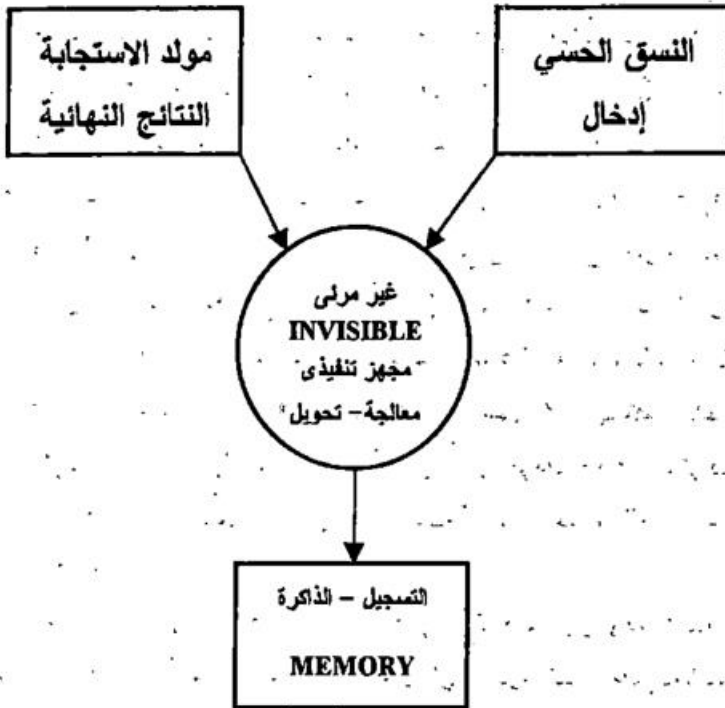 النسق الحسي
إدخال
مولد الاستجابة
النتائج النهائية
غير مرئى
INVISIBLE
مجهز تنفيذى
معالجة – تحويل
التسجيل – الذاكرة
MEMORY